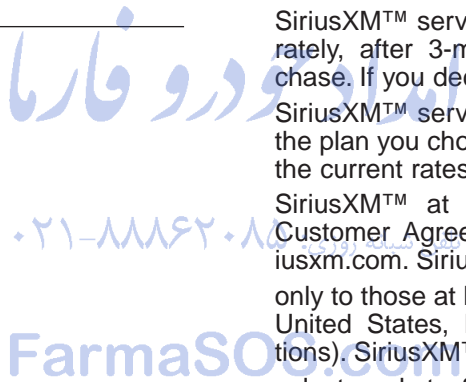 SiriusXM™ serv
rately, after 3-m
chase. If you dec
SiriusXM™ serv
the plan you cho
the current rates
SiriusXM™ at
Customer Agree
iusxm.com. Siriu
only to those at l
United States, i
tions). SiriusXM™
امداد خودرو فارما
۰۲۱-۸۸۸۶۲۰۸۵
FarmaSOS.com